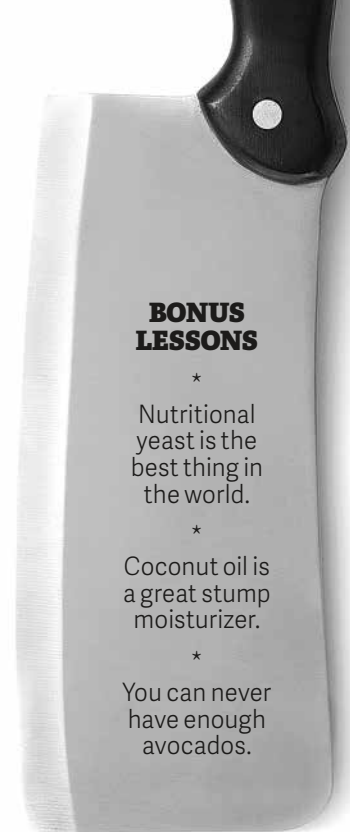 BONUS
LESSONS
*
Nutritional
yeast is the
best thing in
the world.
*
Coconut oil is
a great stump
moisturizer.
*
You can never
have enough
avocados.